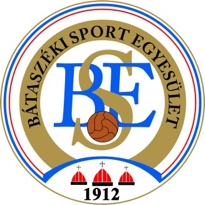 BÁTASZÉKI SPORT EGYESÜLET
BSE
1912